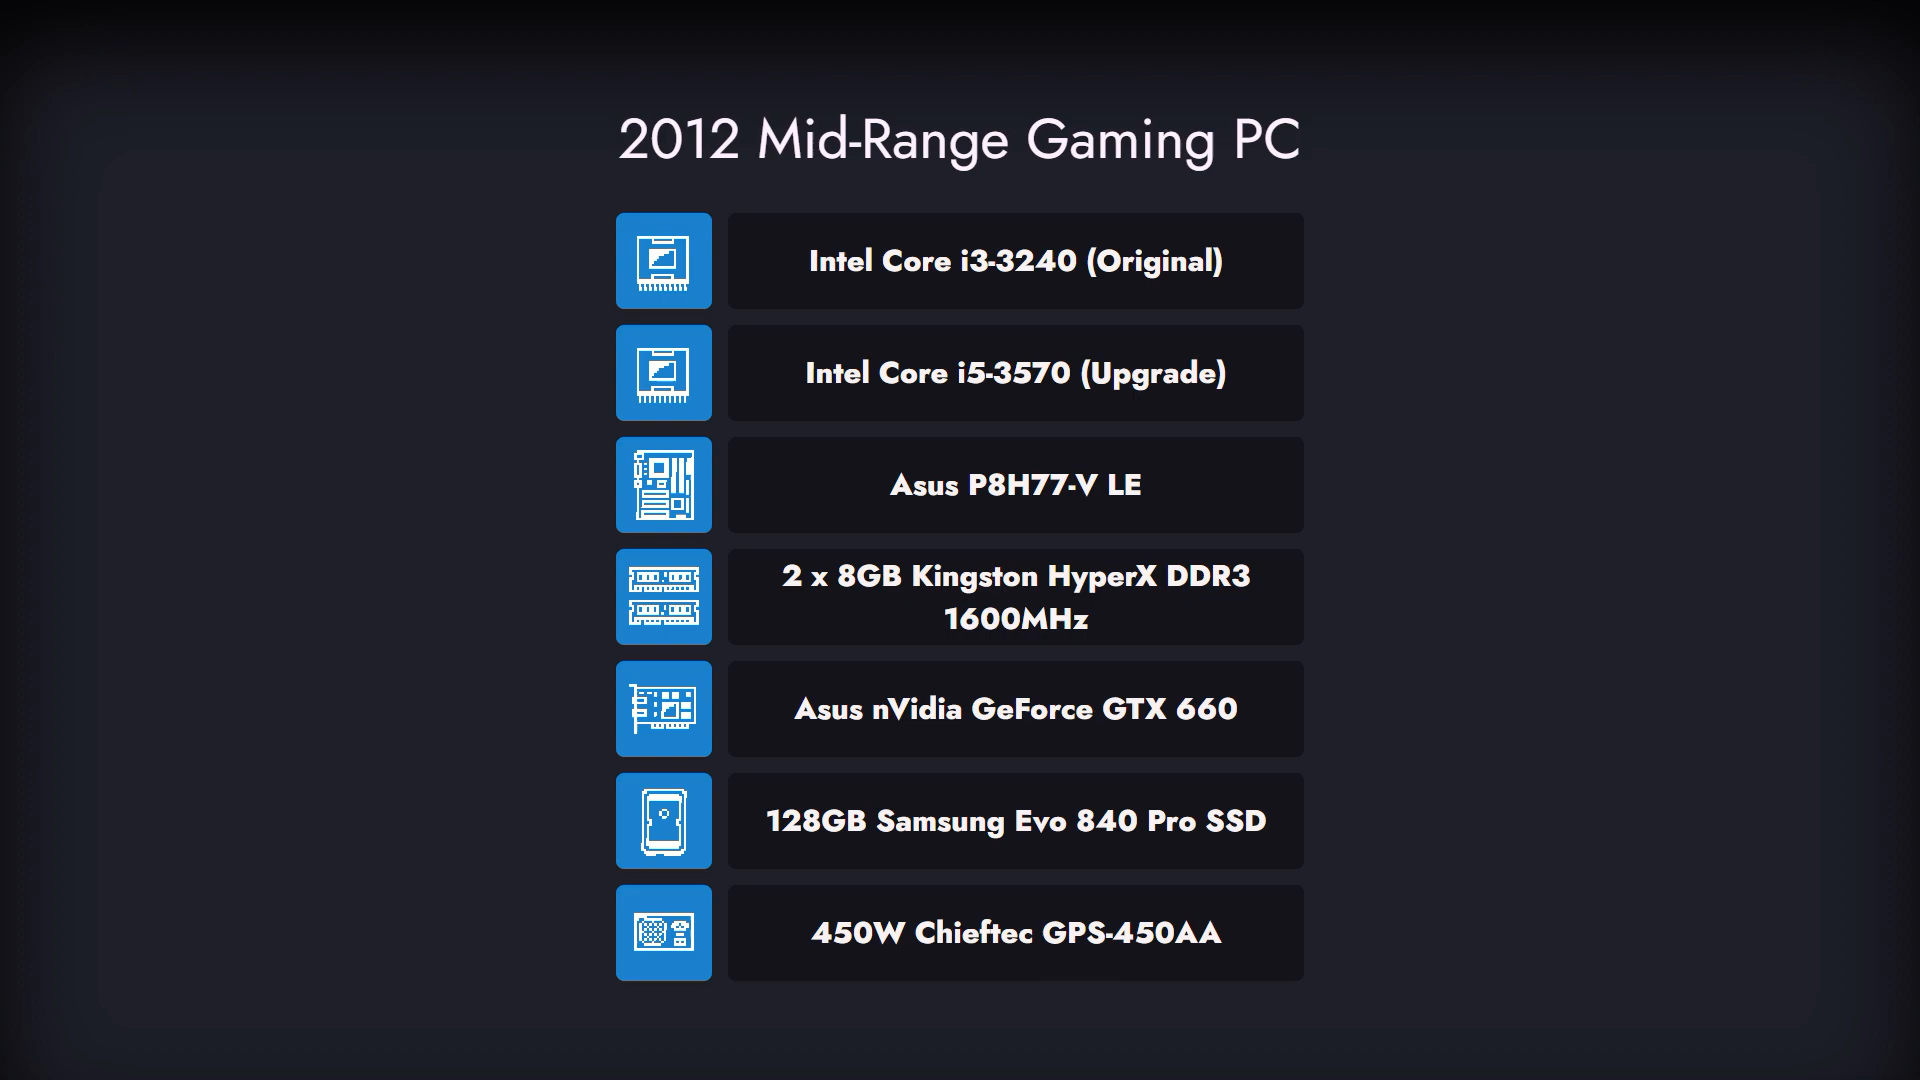 2012 Mid-Range Gaming PC
Intel Core i3-3240 (Original)
Intel Core i5-3570 (Upgrade)
Asus P8H77-V LE
2 x 8GB Kingston HyperX DDR3
1600MHz
Asus nVidia GeForce GTX 660
128GB Samsung Evo 840 Pro SSD
450W Chieftec GPS-450AA